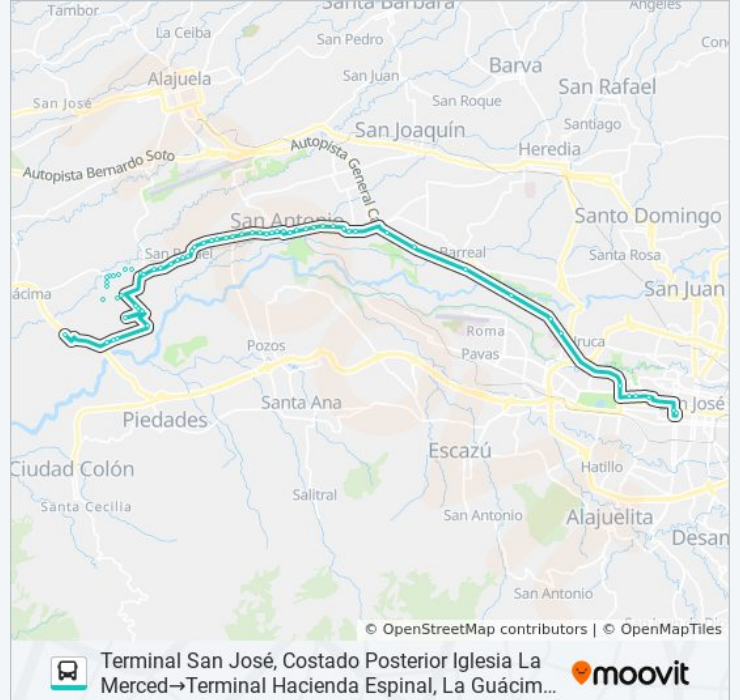 Santa Bárbara
Tambor
Ángeles
La Ceiba
San Pedro
Alajuela
San Juan
Barva
San Rafael
San José
San Roque
San Joaquín
Santiago
Heredia
Autopista General Ca
Autopista Bernardo Soto
San Antonio
Santo Domingo
San Rafael
Barreal
Santa Rosa
San Juan
ácima
Roma
Uruca
Pozos
Pavas
Santa Ana
n José
Piedades
Escazú
Ciudad Colón
Hatillo
Santa Cecilia
Salitral
San Antonio
Alajuelita
Desam
San Antonio
© OpenStreetMap contributors | © OpenMapTiles
Terminal San José, Costado Posterior Iglesia La
Merced→Terminal Hacienda Espinal, La Guácim...
moovit